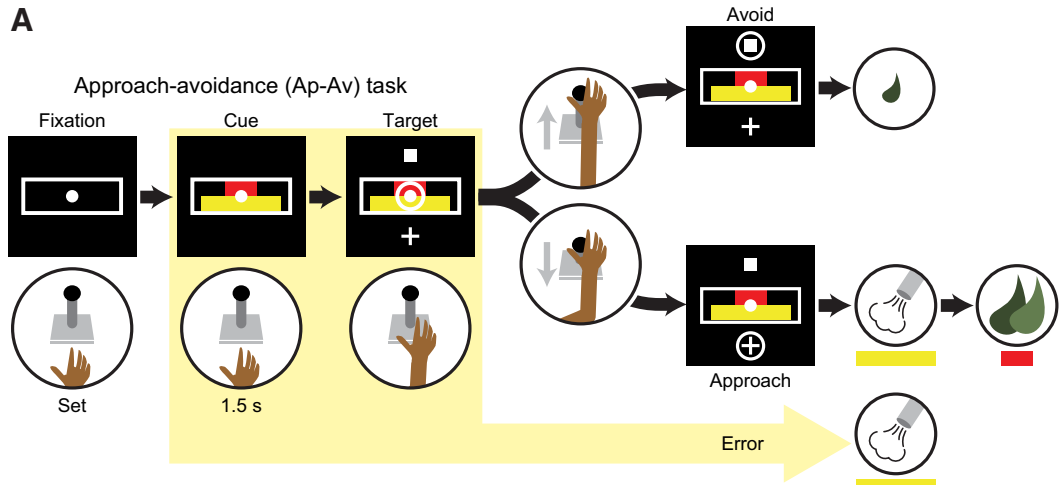 A
Avoid
Approach-avoidance (Ap-Av) task
Fixation
Cue
Target
Set
1.5 s
Approach
Error